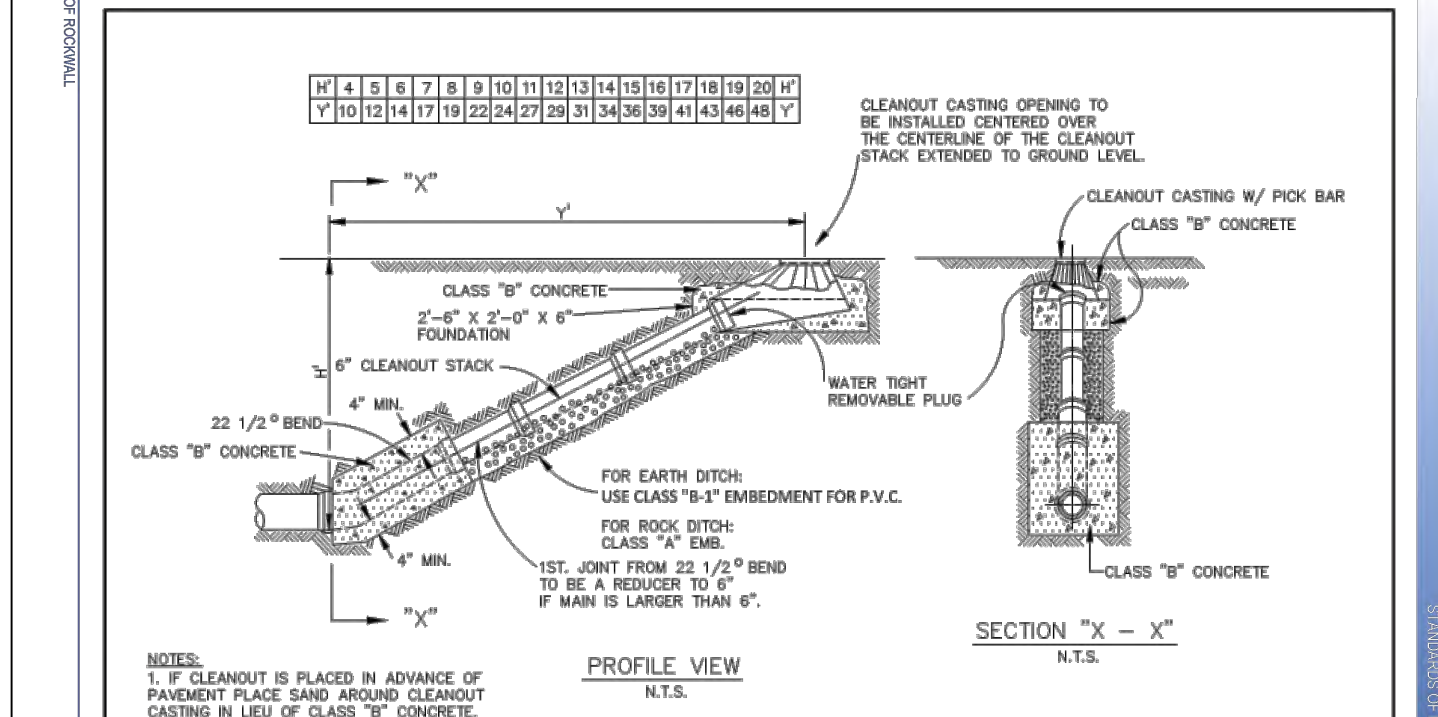 OF ROCKWALL
H' 4 5 6 7 8 9 10 11 12 13 14 15 16 17 18 19 20 H'
Y' 10 12 14 17 19 22 24 27 29 31 34 36 39 41 43 46 48 Y'
CLEANOUT CASTING OPENING TO
BE INSTALLED CENTERED OVER
THE CENTERLINE OF THE CLEANOUT
STACK EXTENDED TO GROUND LEVEL.
"X"
Y'
CLEANOUT CASTING W/ PICK BAR
CLASS "B" CONCRETE
CLASS "B" CONCRETE
2'-6" X 2'-0" X 6"
FOUNDATION
H'
6" CLEANOUT STACK
WATER TIGHT
REMOVABLE PLUG
4" MIN.
22 1/2° BEND
CLASS "B" CONCRETE
FOR EARTH DITCH:
USE CLASS "B-1" EMBEDMENT FOR P.V.C.
FOR ROCK DITCH:
CLASS "A" EMB.
4" MIN.
1ST. JOINT FROM 22 1/2° BEND
TO BE A REDUCER TO 6"
IF MAIN IS LARGER THAN 6".
CLASS "B" CONCRETE
"X"
SECTION "X - X"
N.T.S.
PROFILE VIEW
N.T.S.
NOTES:
1. IF CLEANOUT IS PLACED IN ADVANCE OF
PAVEMENT PLACE SAND AROUND CLEANOUT
CASTING IN LIEU OF CLASS "B" CONCRETE.
STANDARDS OF